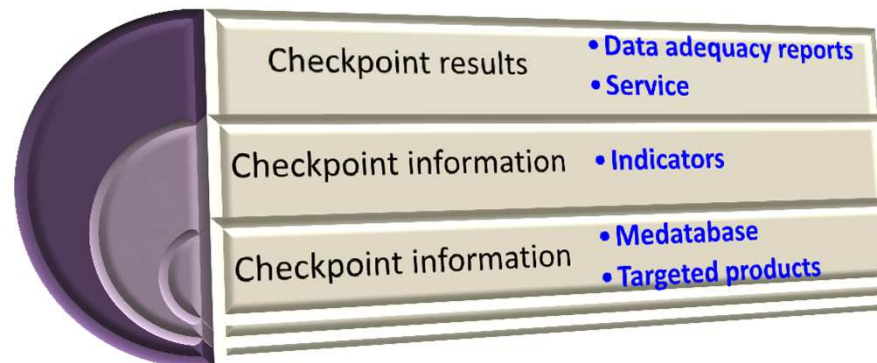 Checkpoint results
• Data adequacy reports
• Service
Checkpoint information
• Indicators
Checkpoint information
• Medatabase
• Targeted products